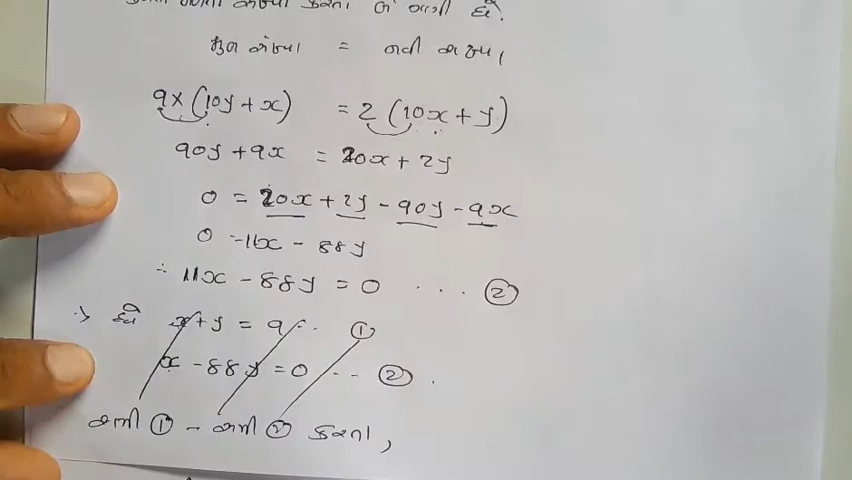 મુળ સંખ્યા = નવી સંખ્યા
9x(10y + x) = 2(10x + y)
90y + 9x = 20x + 2y
0 = 20x + 2y - 90y - 9x
0 = 11x - 88y
∴ 11x - 88y = 0 . . . . ②
હવે x + y = 9 - . ①
x - 88y = 0 - - ② .
સમી ① - સમી ② કરતા,